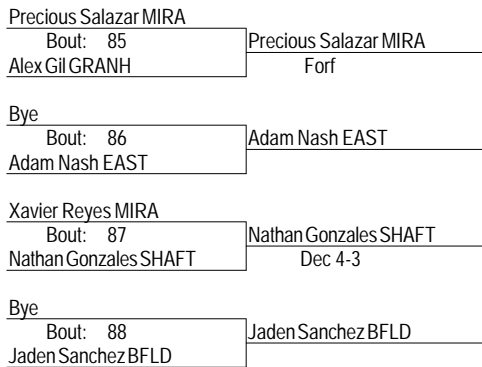 Precious Salazar MIRA
Bout: 85
Precious Salazar MIRA
Alex Gil GRANH
Forf
Bye
Bout: 86
Adam Nash EAST
Adam Nash EAST
Xavier Reyes MIRA
Bout: 87
Nathan Gonzales SHAFT
Nathan Gonzales SHAFT
Dec 4-3
Bye
Bout: 88
Jaden Sanchez BFLD
Jaden Sanchez BFLD